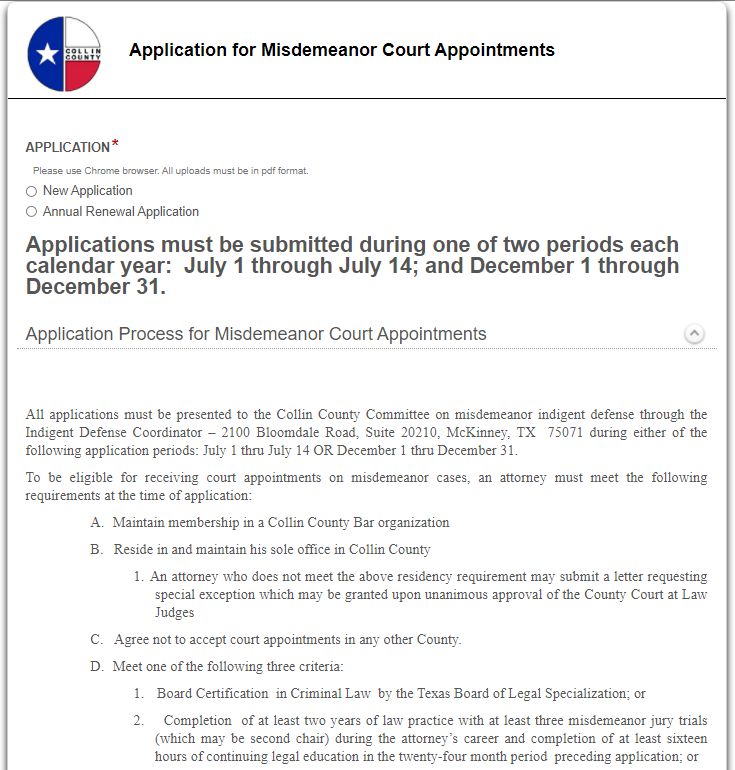 COLLIN
COUNTY
Application for Misdemeanor Court Appointments
APPLICATION*
Please use Chrome browser. All uploads must be in pdf format.
New Application
Annual Renewal Application
Applications must be submitted during one of two periods each
calendar year:  July 1 through July 14; and December 1 through
December 31.
Application Process for Misdemeanor Court Appointments
All applications must be presented to the Collin County Committee on misdemeanor indigent defense through the
Indigent Defense Coordinator – 2100 Bloomdale Road, Suite 20210, McKinney, TX  75071 during either of the
following application periods: July 1 thru July 14 OR December 1 thru December 31.
To be eligible for receiving court appointments on misdemeanor cases, an attorney must meet the following
requirements at the time of application:
A. Maintain membership in a Collin County Bar organization
B. Reside in and maintain his sole office in Collin County
1. An attorney who does not meet the above residency requirement may submit a letter requesting
special exception which may be granted upon unanimous approval of the County Court at Law
Judges
C. Agree not to accept court appointments in any other County.
D. Meet one of the following three criteria:
1. Board Certification  in Criminal Law  by the Texas Board of Legal Specialization; or
2. Completion  of at least two years of law practice with at least three misdemeanor jury trials
(which may be second chair) during the attorney's career and completion of at least sixteen
hours of continuing legal education in the twenty-four month period  preceding application; or